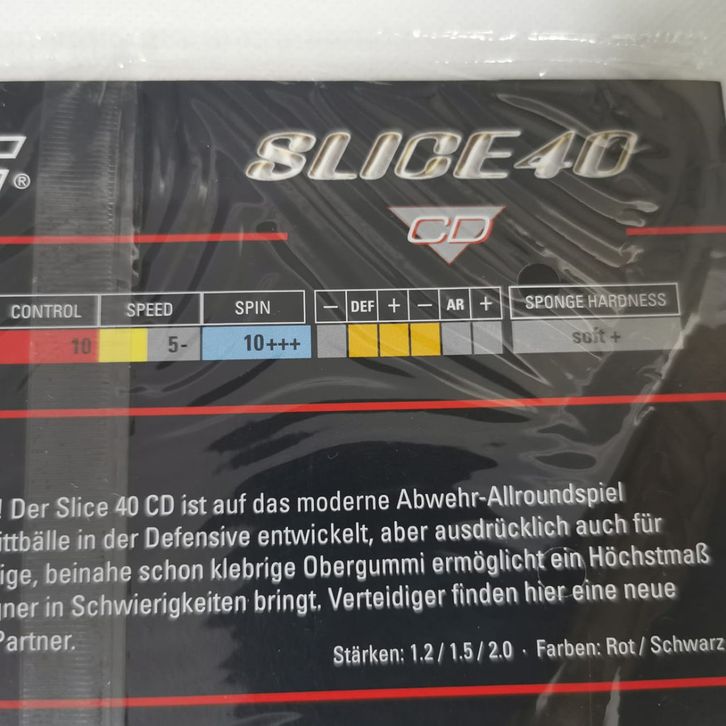 ® SLICE 40
CD
CONTROL SPEED SPIN – DEF + – AR + SPONGE HARDNESS
10 5- 10+++ soft +
! Der Slice 40 CD ist auf das moderne Abwehr-Allroundspiel
ittbälle in der Defensive entwickelt, aber ausdrücklich auch für
ige, beinahe schon klebrige Obergummi ermöglicht ein Höchstmaß
gner in Schwierigkeiten bringt. Verteidiger finden hier eine neue
Partner.
Stärken: 1.2 / 1.5 / 2.0 · Farben: Rot / Schwarz